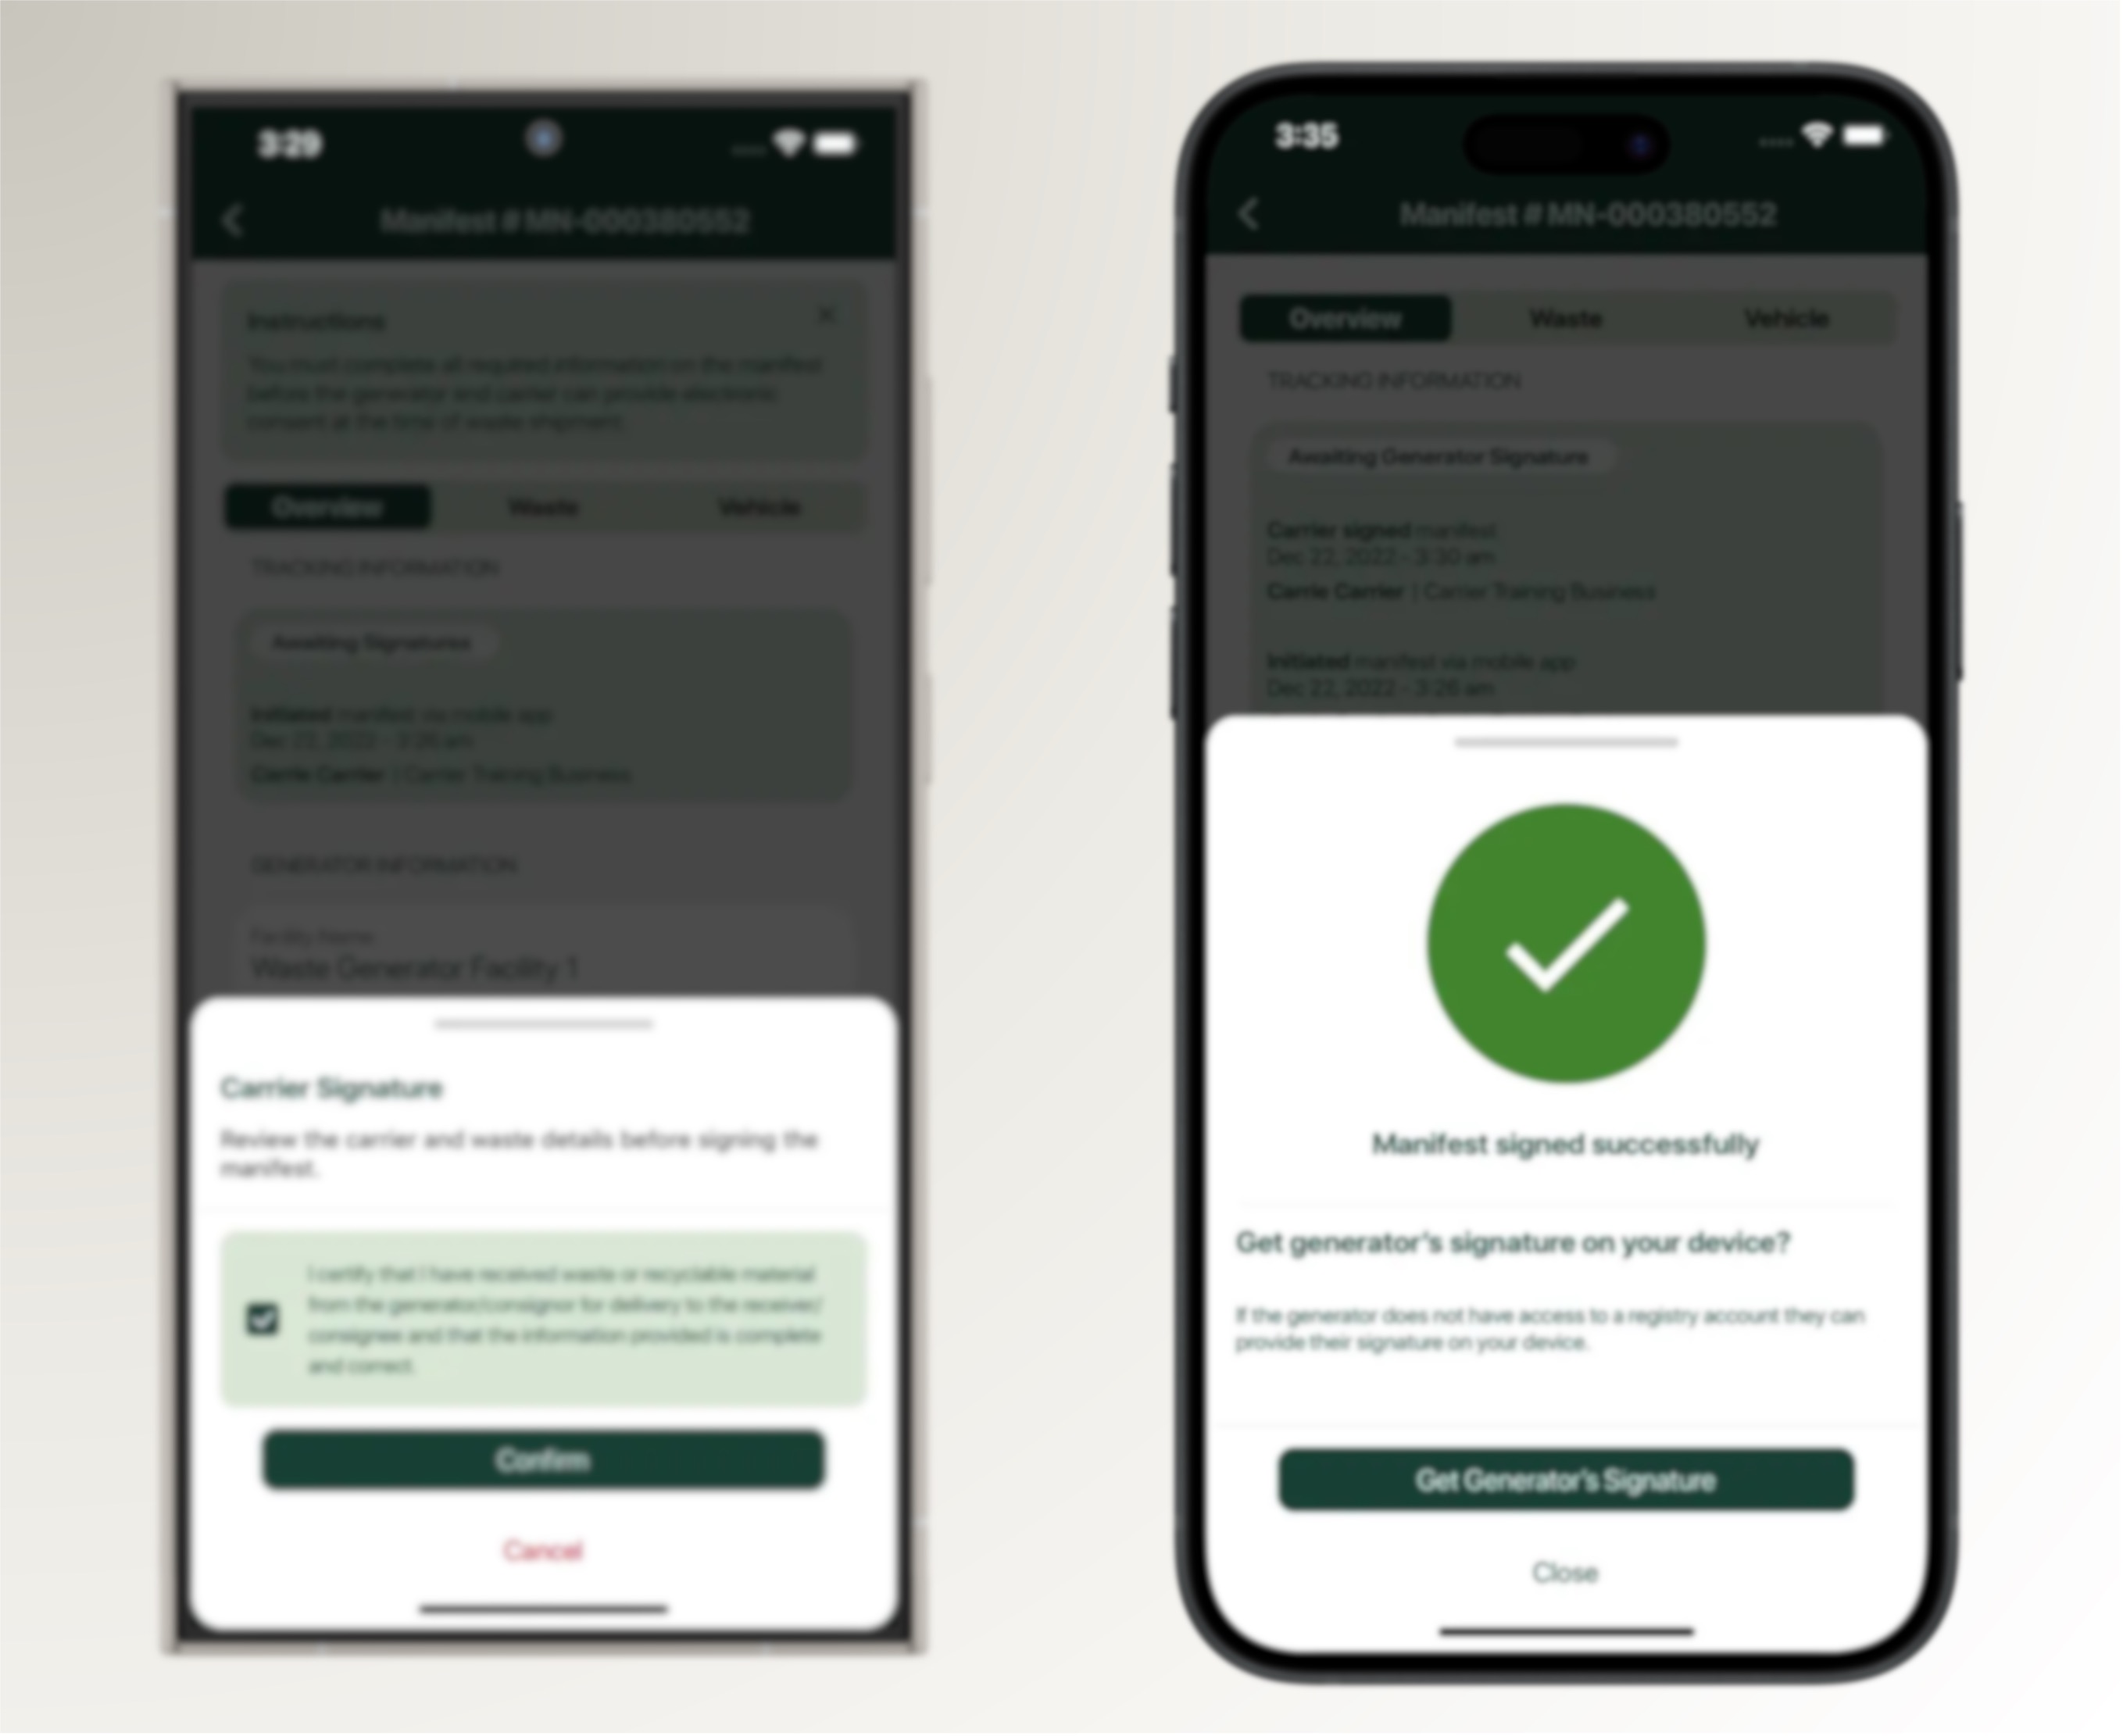 3:29
Manifest # MN-000380552
Instructions
You must complete all required information on the manifest
before the generator and carrier can provide electronic
consent at the time of waste shipment.
Overview
Waste
Vehicle
TRACKING INFORMATION
Awaiting Signatures
Initiated manifest via mobile app
Dec 22, 2022 - 3:26 am
Carrie Carrier | Carrier Training Business
GENERATOR INFORMATION
Facility Name
Waste Generator Facility 1
Carrier Signature
Review the carrier and waste details before signing the
manifest.
I certify that I have received waste or recyclable material
from the generator/consignor for delivery to the receiver/
consignee and that the information provided is complete
and correct.
Confirm
Cancel
3:35
Manifest # MN-000380552
Overview
Waste
Vehicle
TRACKING INFORMATION
Awaiting Generator Signature
Carrier signed manifest
Dec 22, 2022 - 3:30 am
Carrie Carrier | Carrier Training Business
Initiated manifest via mobile app
Dec 22, 2022 - 3:26 am
Manifest signed successfully
Get generator's signature on your device?
If the generator does not have access to a registry account they can
provide their signature on your device.
Get Generator's Signature
Close